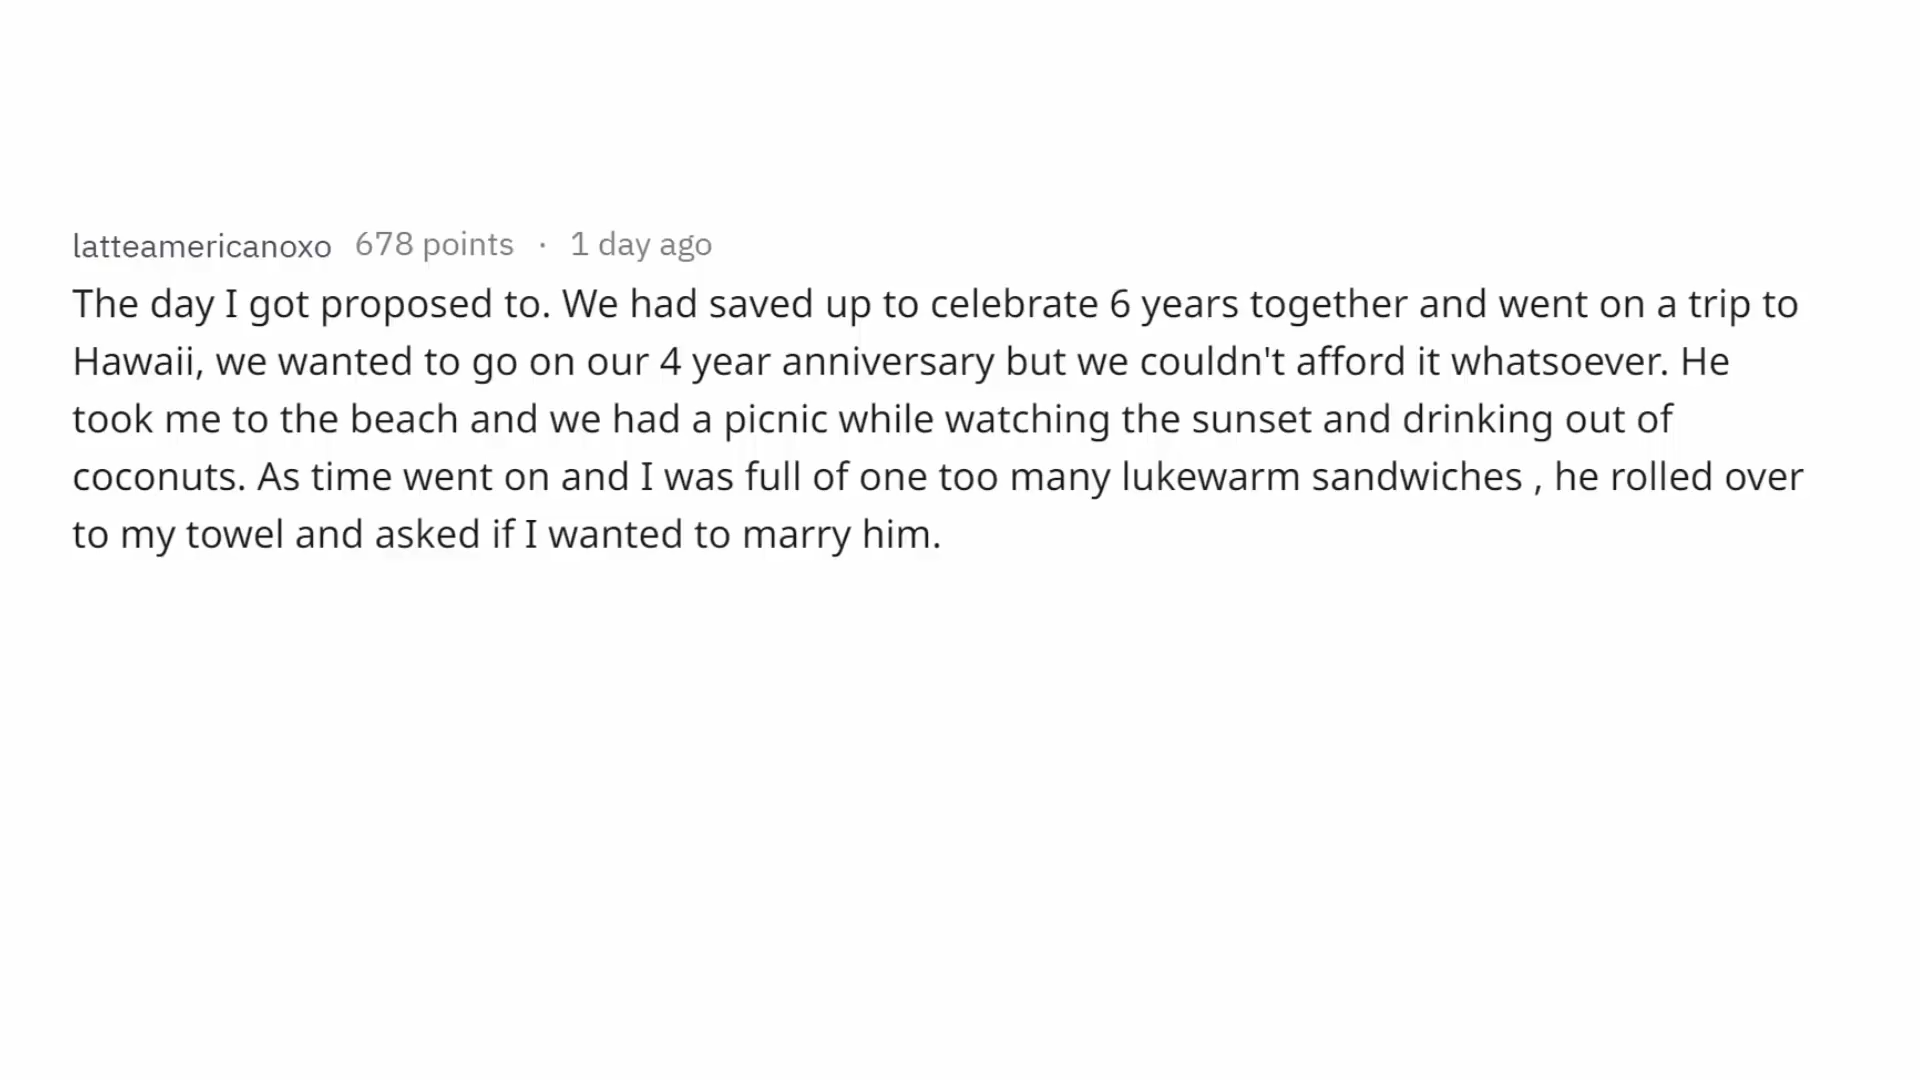 latteamericanoxo 678 points · 1 day ago
The day I got proposed to. We had saved up to celebrate 6 years together and went on a trip to
Hawaii, we wanted to go on our 4 year anniversary but we couldn't afford it whatsoever. He
took me to the beach and we had a picnic while watching the sunset and drinking out of
coconuts. As time went on and I was full of one too many lukewarm sandwiches , he rolled over
to my towel and asked if I wanted to marry him.